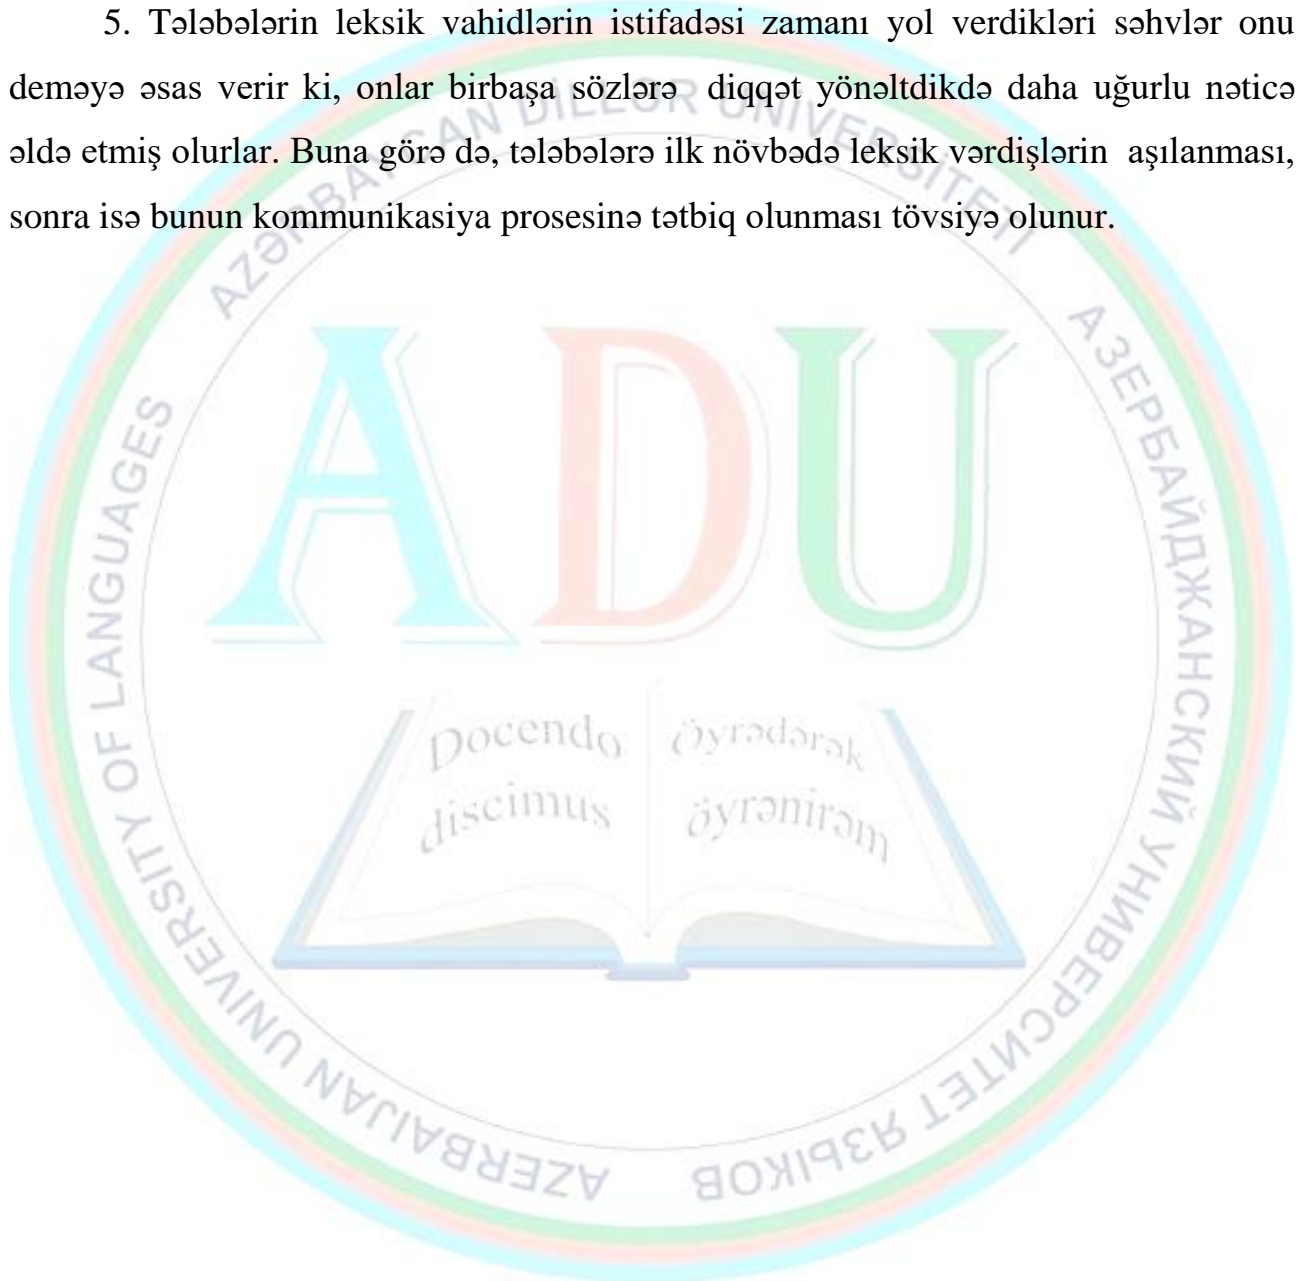 5. Tələbələrin leksik vahidlərin istifadəsi zamanı yol verdikləri səhvlər onu
deməyə əsas verir ki, onlar birbaşa sözlərə diqqət yönəltdikdə daha uğurlu nəticə
əldə etmiş olurlar. Buna görə də, tələbələrə ilk növbədə leksik vərdişlərin aşılanması,
sonra isə bunun kommunikasiya prosesinə tətbiq olunması tövsiyə olunur.
AZƏRBAYCAN DİLLƏR UNİVERSİTETİ
АЗЕРБАЙДЖАНСКИЙ УНИВЕРСИТЕТ ЯЗЫКОВ
AZERBAIJAN UNIVERSITY OF LANGUAGES
ADU
Docendo
discimus
Öyrədərək
öyrənirəm